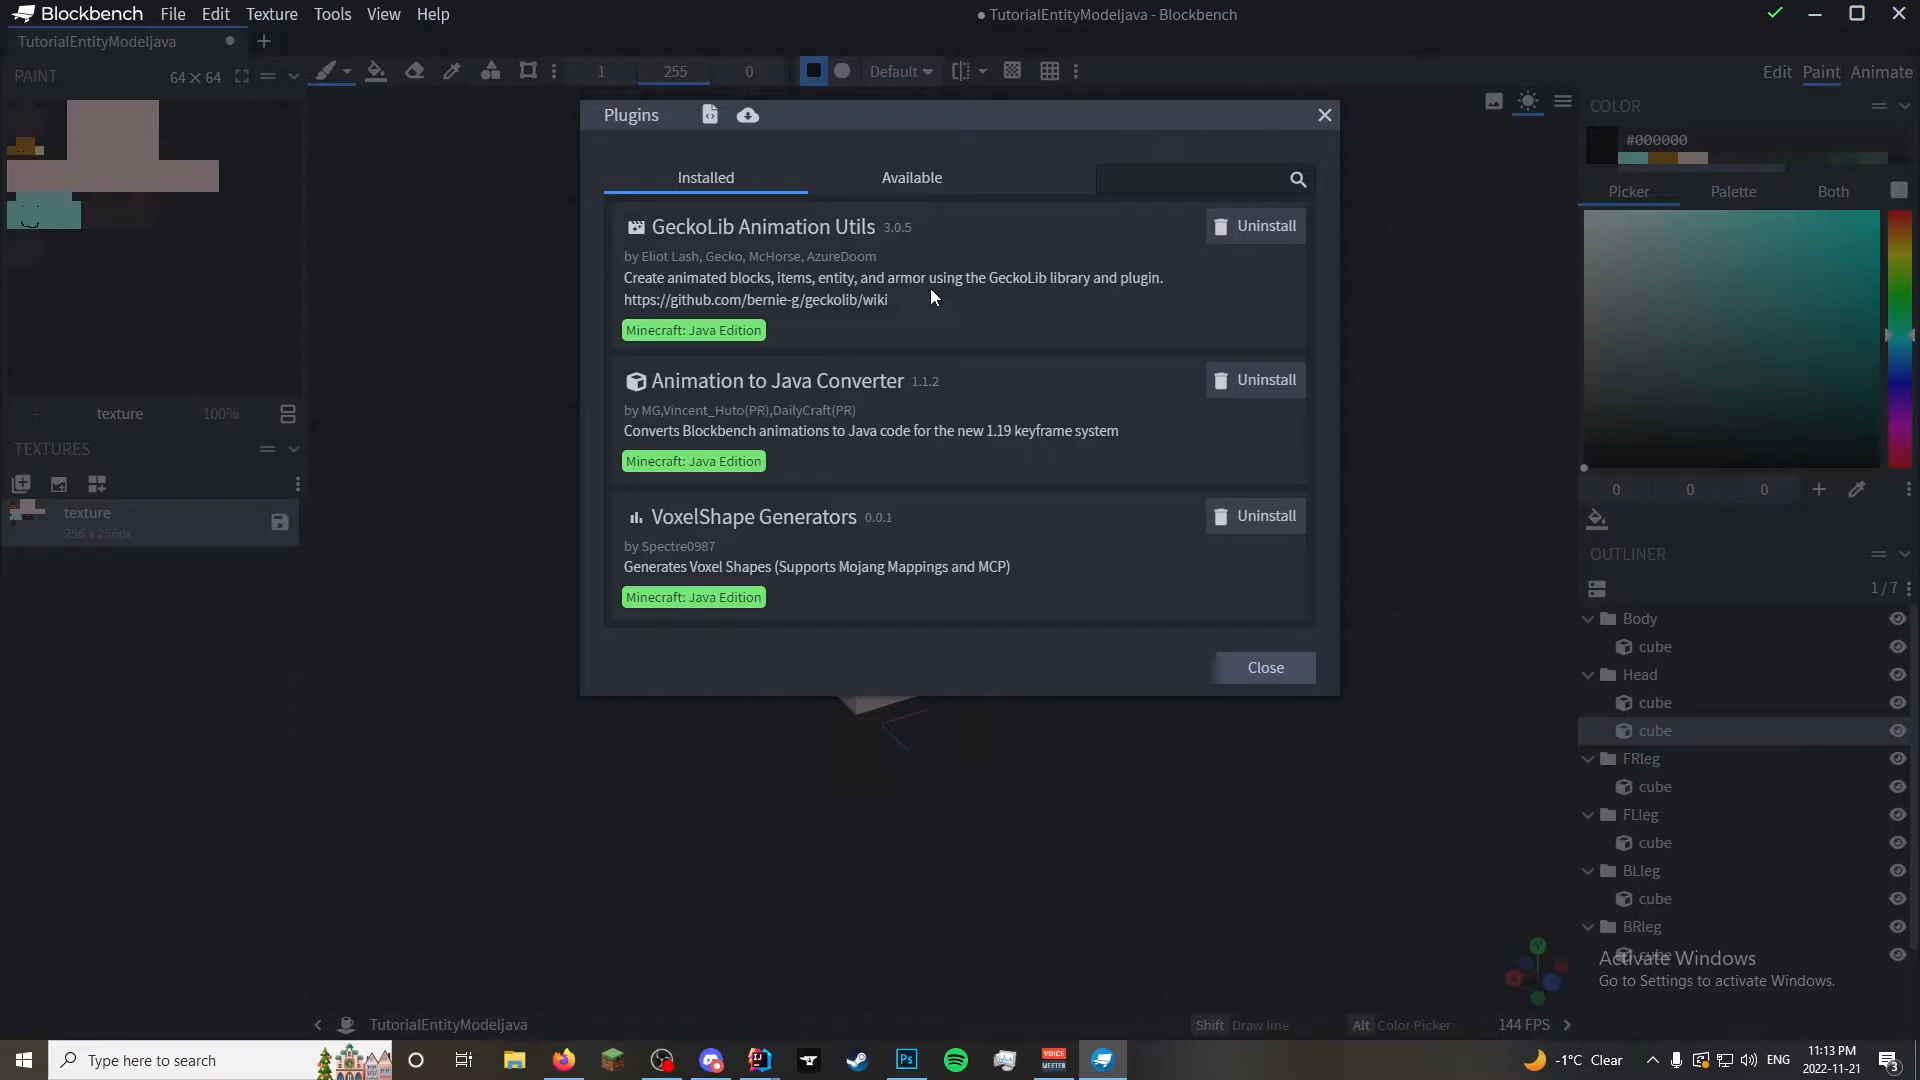 Blockbench File Edit Texture Tools View Help
● TutorialEntityModeljava - Blockbench
TutorialEntityModeljava
PAINT 64 × 64
1 255 0 Default
Edit Paint Animate
COLOR
#000000
Picker Palette Both
0 0 0
texture 100%
TEXTURES
texture
256 x 256px
Plugins
Installed Available
GeckoLib Animation Utils 3.0.5 Uninstall
by Eliot Lash, Gecko, McHorse, AzureDoom
Create animated blocks, items, entity, and armor using the GeckoLib library and plugin.
https://github.com/bernie-g/geckolib/wiki
Minecraft: Java Edition
Animation to Java Converter 1.1.2 Uninstall
by MG,Vincent_Huto(PR),DailyCraft(PR)
Converts Blockbench animations to Java code for the new 1.19 keyframe system
Minecraft: Java Edition
VoxelShape Generators 0.0.1 Uninstall
by Spectre0987
Generates Voxel Shapes (Supports Mojang Mappings and MCP)
Minecraft: Java Edition
Close
OUTLINER
1 / 7
Body
cube
Head
cube
cube
FRleg
cube
FLleg
cube
BLleg
cube
BRleg
cube
Activate Windows
Go to Settings to activate Windows.
TutorialEntityModeljava
Shift Draw line Alt Color Picker 144 FPS
Type here to search
Ps
VOICE
MEETER
-1°C Clear
ENG
11:13 PM
2022-11-21
3